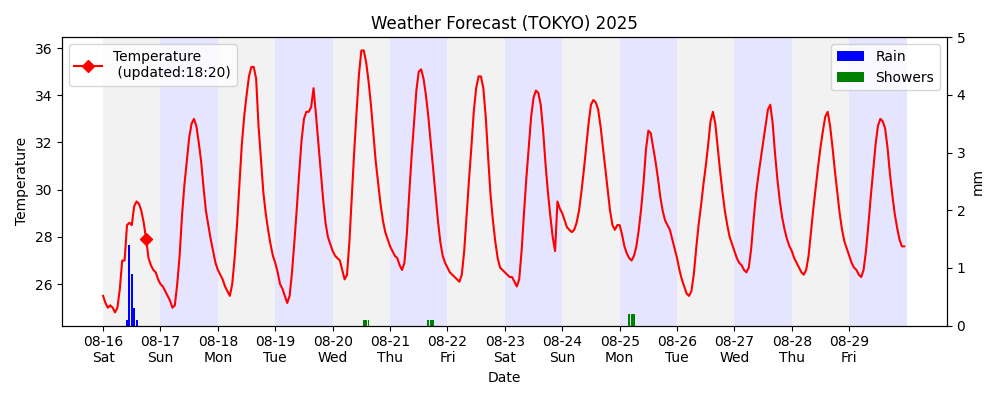 Weather Forecast (TOKYO) 2025
Temperature
(updated:18:20)
Rain
Showers
36
34
32
30
28
26
Temperature
5
4
3
2
1
0
mm
08-16 08-17 08-18 08-19 08-20 08-21 08-22 08-23 08-24 08-25 08-26 08-27 08-28 08-29
Sat Sun Mon Tue Wed Thu Fri Sat Sun Mon Tue Wed Thu Fri
Date